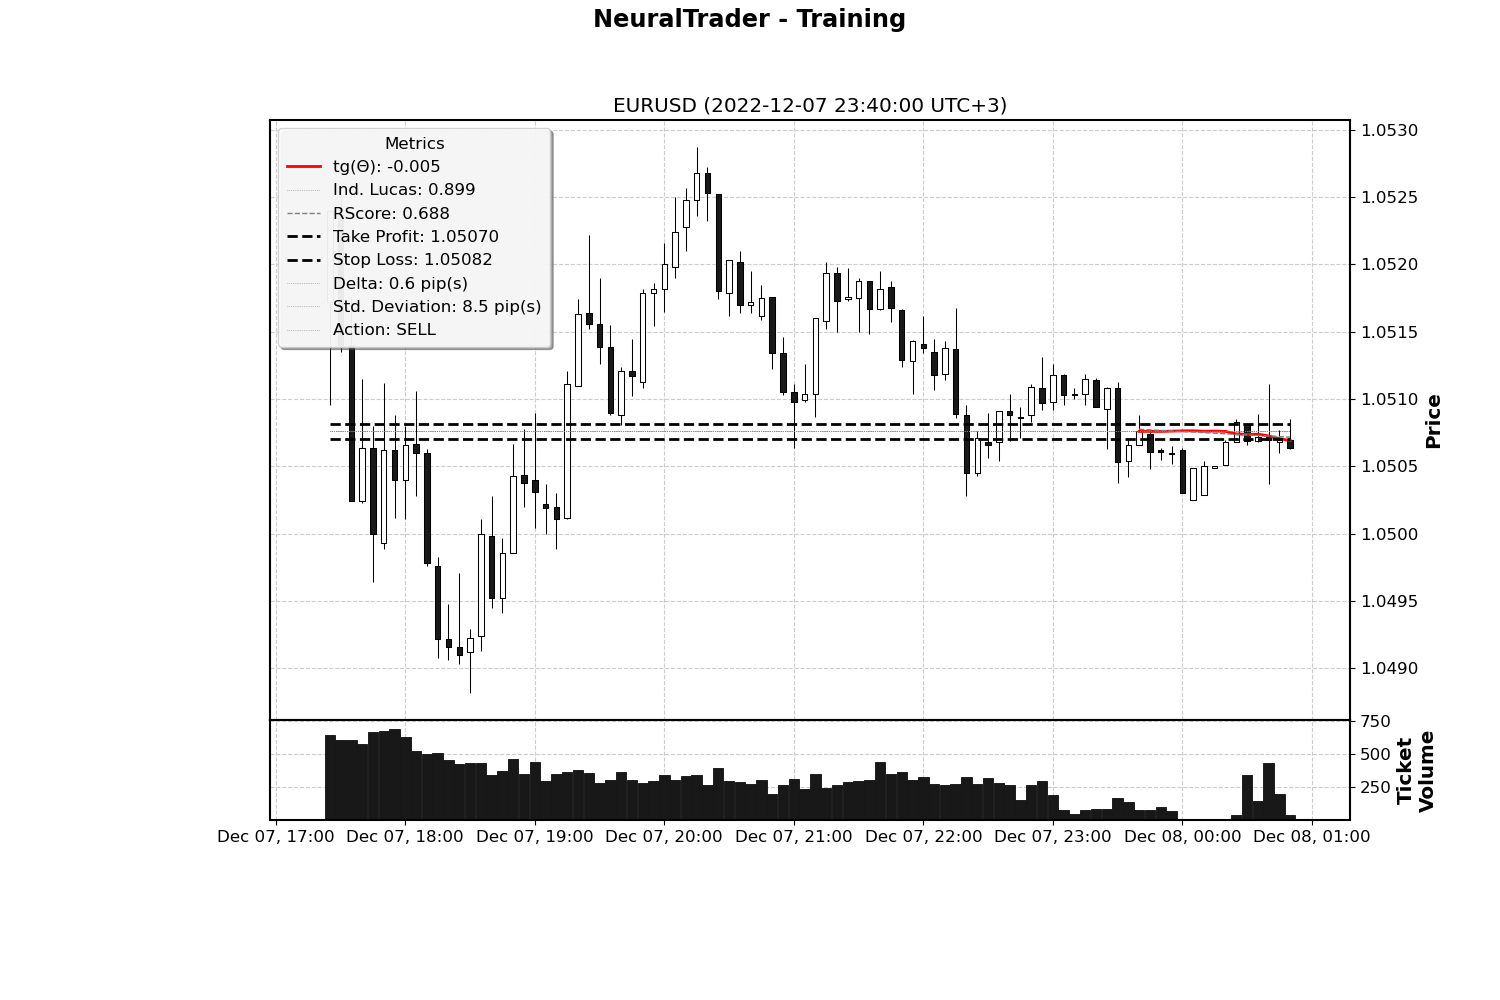 NeuralTrader - Training
EURUSD (2022-12-07 23:40:00 UTC+3)
Metrics
tg(Θ): -0.005
Ind. Lucas: 0.899
RScore: 0.688
Take Profit: 1.05070
Stop Loss: 1.05082
Delta: 0.6 pip(s)
Std. Deviation: 8.5 pip(s)
Action: SELL
1.0530
1.0525
1.0520
1.0515
1.0510
1.0505
1.0500
1.0495
1.0490
Price
750
500
250
Ticket
Volume
Dec 07, 17:00 Dec 07, 18:00 Dec 07, 19:00 Dec 07, 20:00 Dec 07, 21:00 Dec 07, 22:00 Dec 07, 23:00 Dec 08, 00:00 Dec 08, 01:00